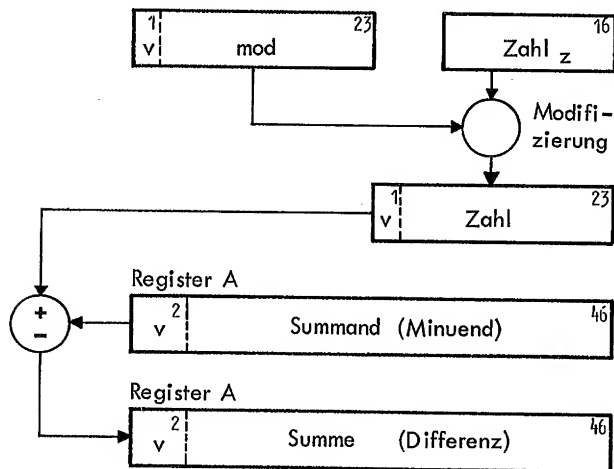 1 23 16
v mod Zahl z
Modifi-
zierung
1 23
v Zahl
Register A
+
-
2 46
v Summand (Minuend)
Register A
2 46
v Summe (Differenz)